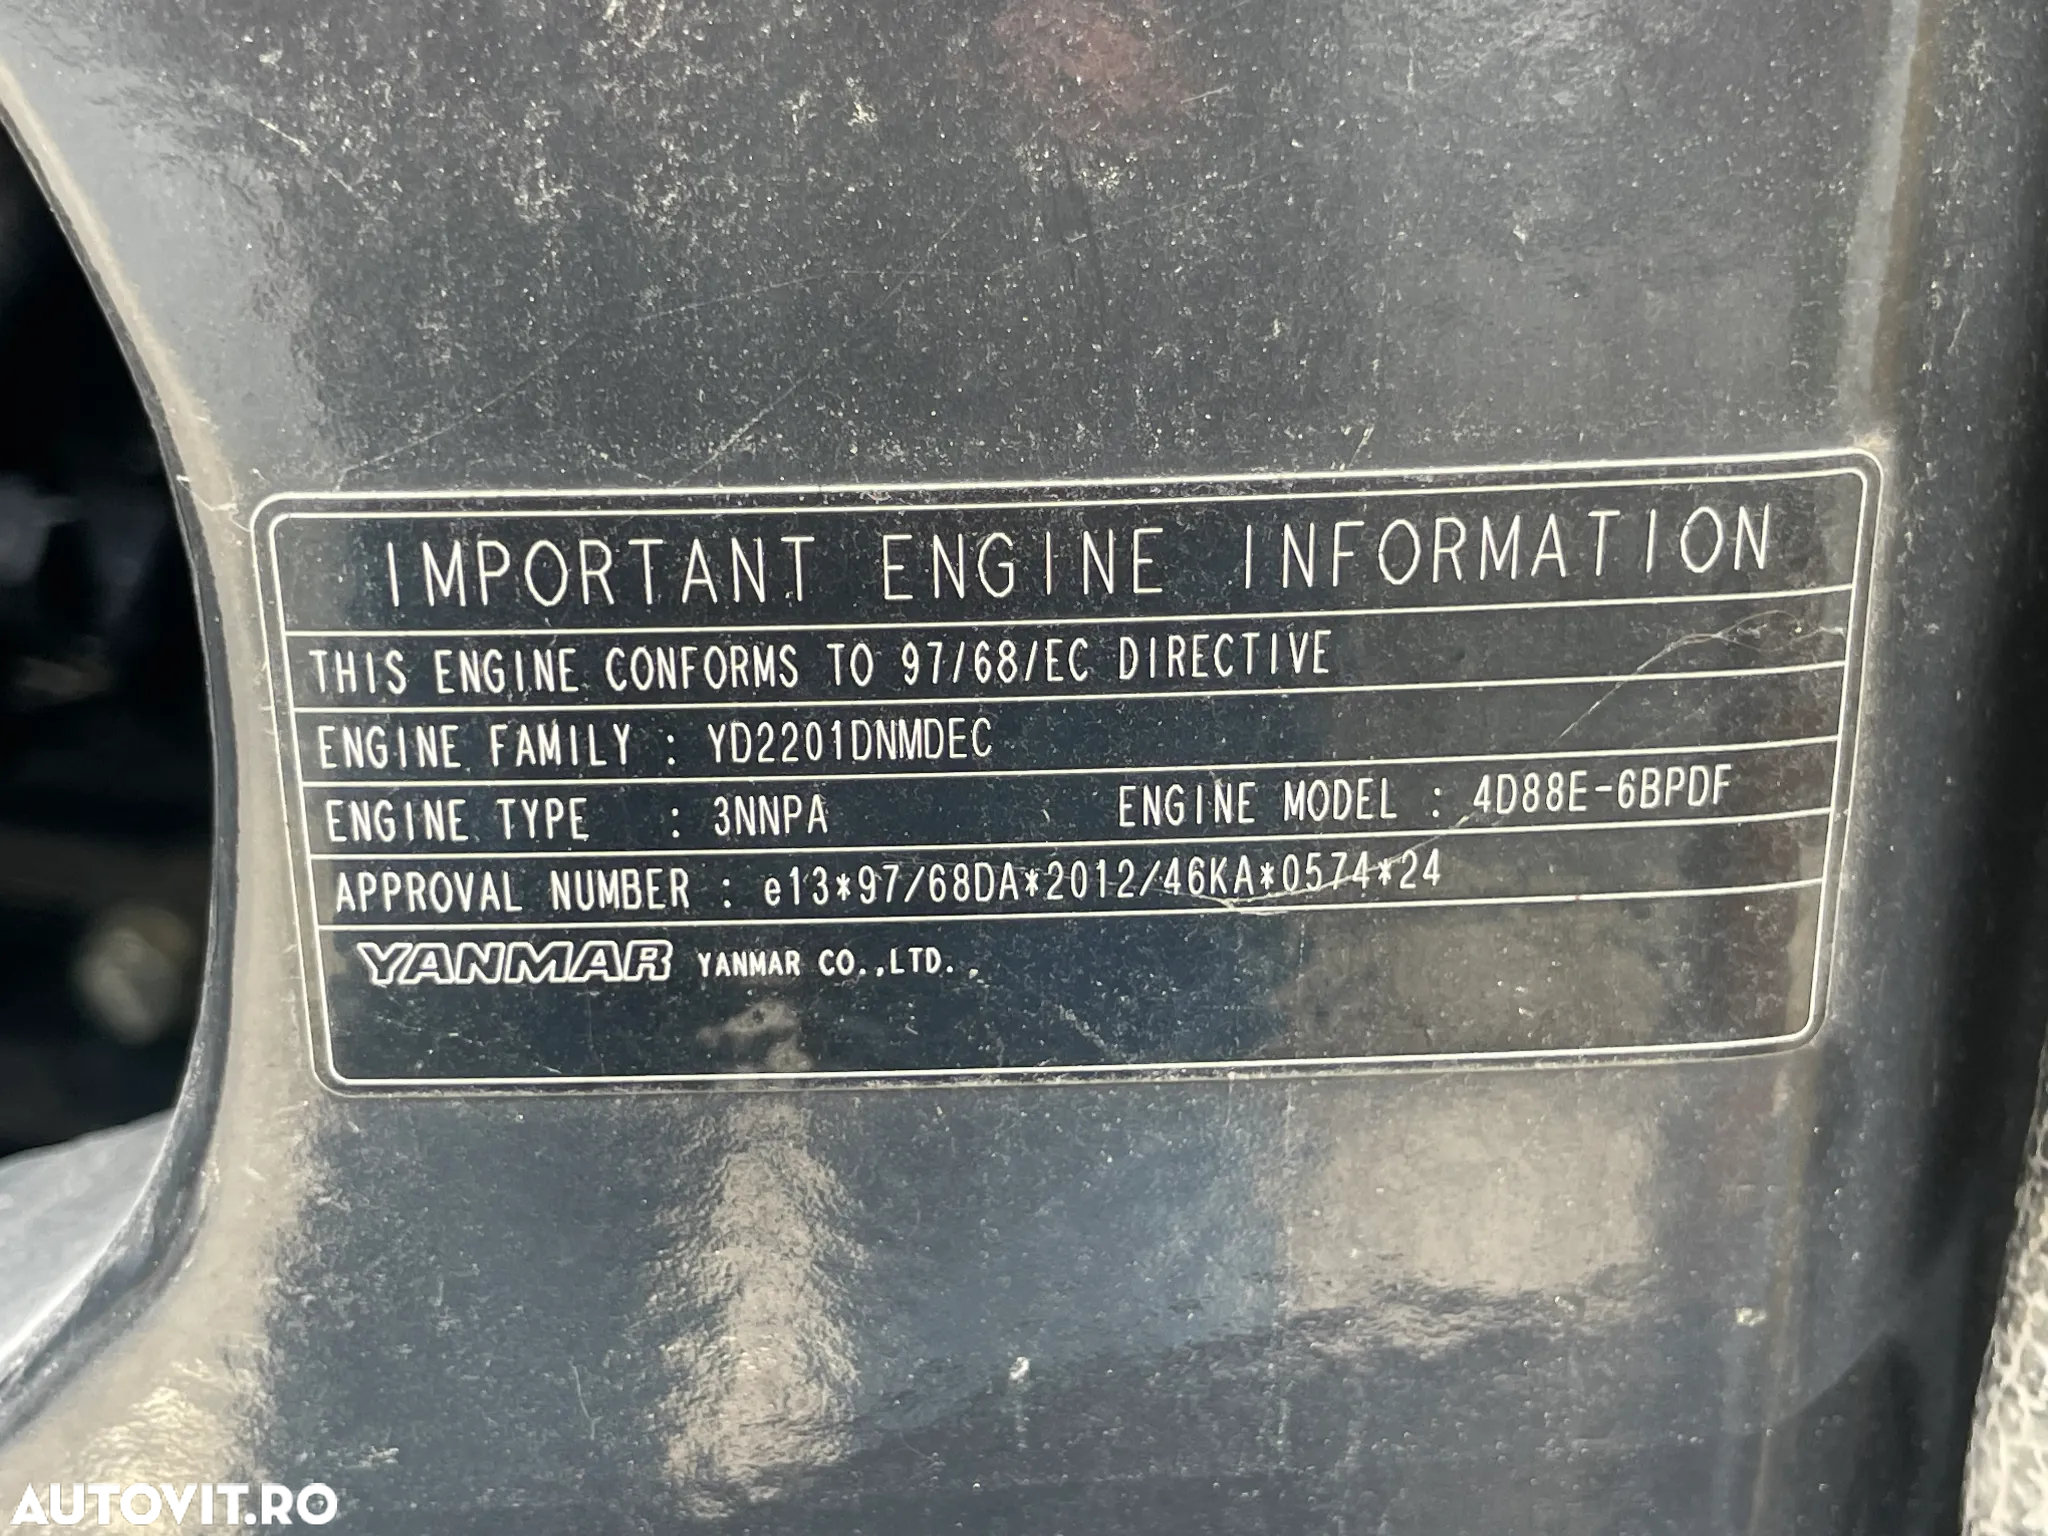 IMPORTANT ENGINE INFORMATION
THIS ENGINE CONFORMS TO 97/68/EC DIRECTIVE
ENGINE FAMILY : YD2201DNMDEC
ENGINE TYPE : 3NNPA ENGINE MODEL : 4D88E-6BPDF
APPROVAL NUMBER : e13*97/68DA*2012/46KA*0574*24
YANMAR YANMAR CO.,LTD.
AUTOVIT.RO